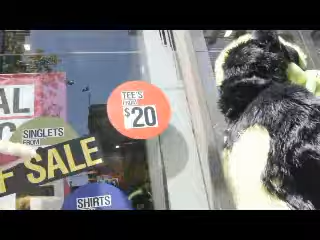 AL
SINGLETS
FROM
F SALE
TEE'S
FROM
$20
SHIRTS